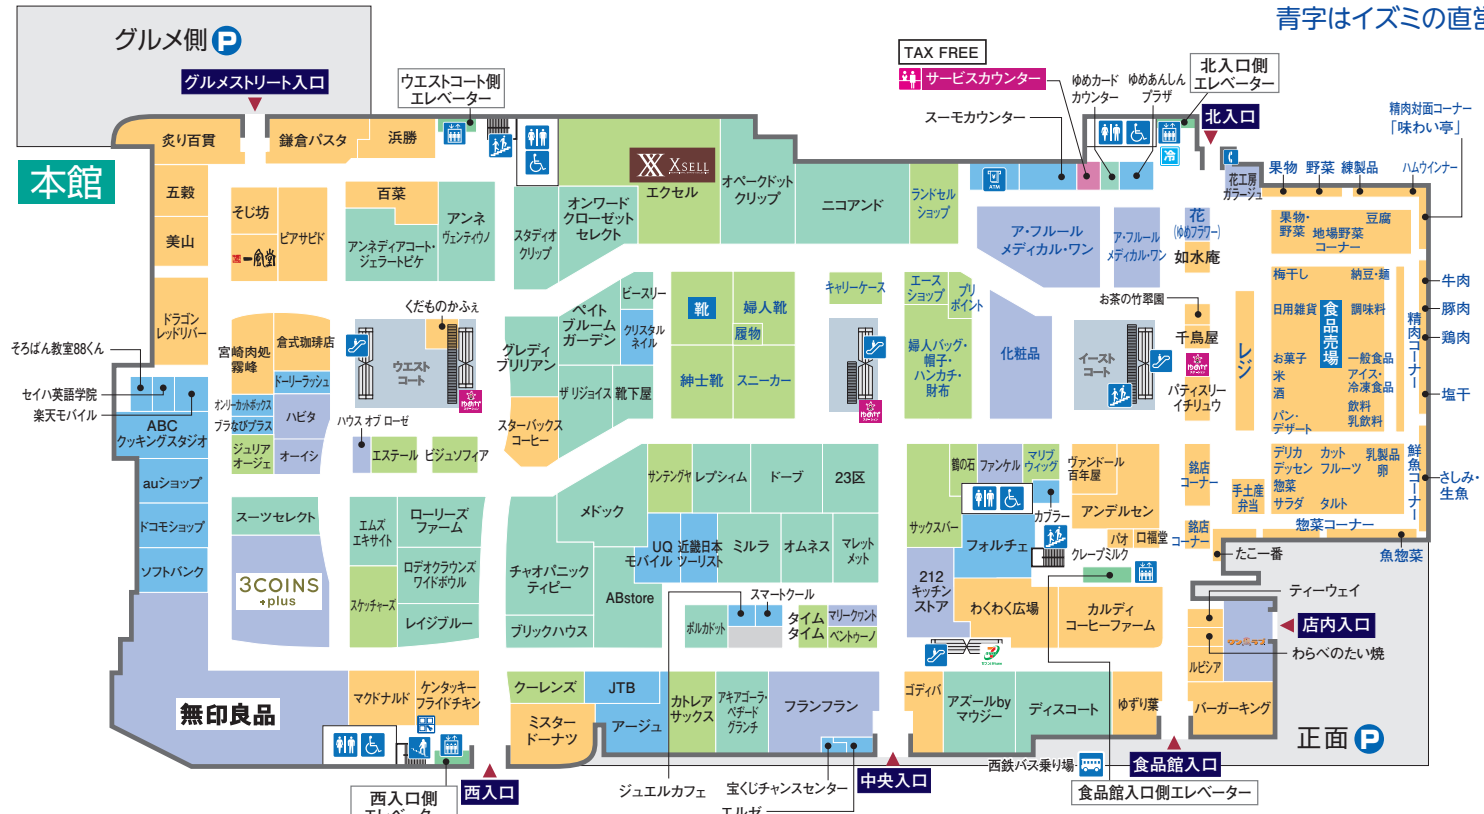 青字はイズミの直営
グルメ側 P
グルメストリート入口
ウエストコート側
エレベーター
TAX FREE
サービスカウンター
スーモカウンター
ゆめカード
カウンター
ゆめあんしん
プラザ
北入口側
エレベーター
北入口
精肉対面コーナー
「味わい亭」
本館
炙り百貫
鎌倉パスタ
浜勝
五穀
美山
そじ坊
一風堂
ピアサピド
百菜
アンネディアコート・
ジェラートピケ
アンネ
ヴェンティウノ
スタディオ
クリップ
オンワード
クローゼット
セレクト
XSELL
エクセル
オペークドット
クリップ
ニコアンド
ランドセル
ショップ
ATM
冷
花工房
ガラージュ
果物
野菜
練製品
ハムウインナー
果物・
野菜
地場野菜
コーナー
豆腐
ア・フルール
メディカル・ワン
ア・フルール
メディカル・ワン
花
(ゆめフラワー)
如水庵
お茶の竹翠園
千鳥屋
パティスリー
イチリュウ
梅干し
納豆・麺
日用雑貨
食品売場
調味料
お菓子
米
酒
パン・
デザート
一般食品
アイス・
冷凍食品
飲料
乳飲料
精肉コーナー
牛肉
豚肉
鶏肉
塩干
レジ
デリカ
デッセン
惣菜
サラダ
カット
フルーツ
タルト
乳製品
卵
鮮魚コーナー
さしみ・
生魚
惣菜コーナー
魚惣菜
手土産
弁当
銘店
コーナー
銘店
コーナー
たこ一番
ドラゴン
レッドリバー
そろばん教室88くん
セイハ英語学院
楽天モバイル
ABC
クッキングスタジオ
auショップ
ドコモショップ
ソフトバンク
宮崎肉処
霧峰
倉式珈琲店
ドーリーラッシュ
オンリーカットボックス
プラなびプラス
ハピタ
ジュリア
オージェ
オーイシ
くだものかふぇ
ウエスト
コート
ハウス オブ ローゼ
エステール
ビジュソフィア
グレディ
ブリリアン
スターバックス
コーヒー
ペイト
ブルーム
ガーデン
ビースリー
クリスタル
ネイル
ザ リジョイス
靴下屋
靴
婦人靴
履物
紳士靴
スニーカー
キャリーケース
エース
ショップ
プリ
ポイント
婦人バッグ・
帽子・
ハンカチ・
財布
化粧品
イースト
コート
スーツセレクト
3COINS
+plus
エムズ
エキサイト
ローリーズ
ファーム
ロデオクラウンズ
ワイドボウル
スケッチャーズ
レイジブルー
メドック
チャオパニック
ティピー
ABstore
ブリックハウス
サンテンゲヤ
レプシィム
ドーブ
23区
UQ
モバイル
近畿日本
ツーリスト
ミルラ
オムネス
マレット
メット
スマートクール
ポルカドット
タイム
タイム
マリークヮント
ベントゥーノ
鶴の石
ファンケル
マリブ
ウィッグ
ヴァンドール
百年屋
サックスバー
カプラー
アンデルセン
フォルチェ
バオ
口福堂
クレープミルク
212
キッチン
ストア
わくわく広場
カルディ
コーヒーファーム
ティーウェイ
店内入口
わらべのたい焼
ルピシア
バーガーキング
正面 P
無印良品
マクドナルド
ケンタッキー
フライドチキン
クーレンズ
ミスター
ドーナツ
JTB
アージュ
カトレア
サックス
アキアゴーラ・
ペデード
グランチ
フランフラン
ゴディバ
アズールby
マウジー
ディスコート
ゆずり葉
西入口側
エレベーター
西入口
ジュエルカフェ
宝くじチャンスセンター
エルゼ
中央入口
西鉄バス乗り場
食品館入口
食品館入口側エレベーター